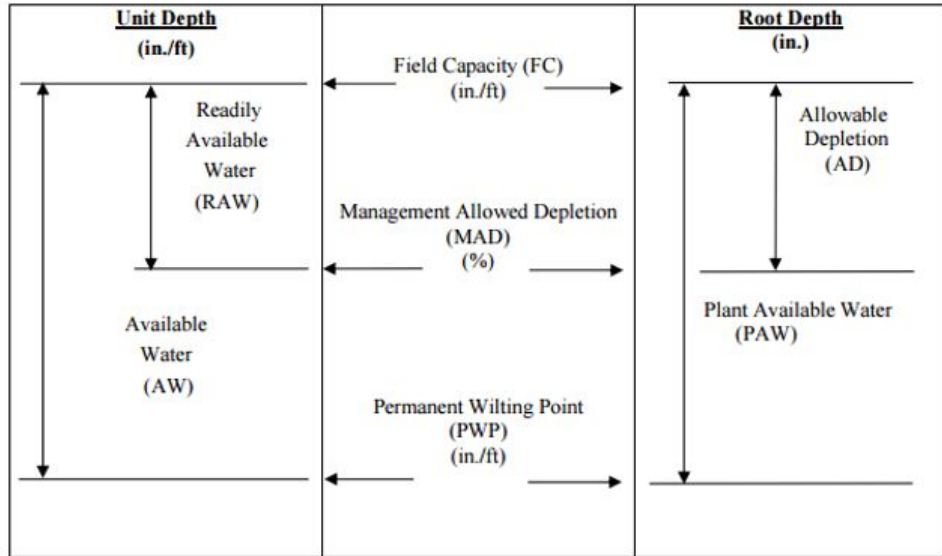 Unit Depth
(in./ft)
Readily
Available
Water
(RAW)
Available
Water
(AW)
Field Capacity (FC)
(in./ft)
Management Allowed Depletion
(MAD)
(%)
Permanent Wilting Point
(PWP)
(in./ft)
Root Depth
(in.)
Allowable
Depletion
(AD)
Plant Available Water
(PAW)